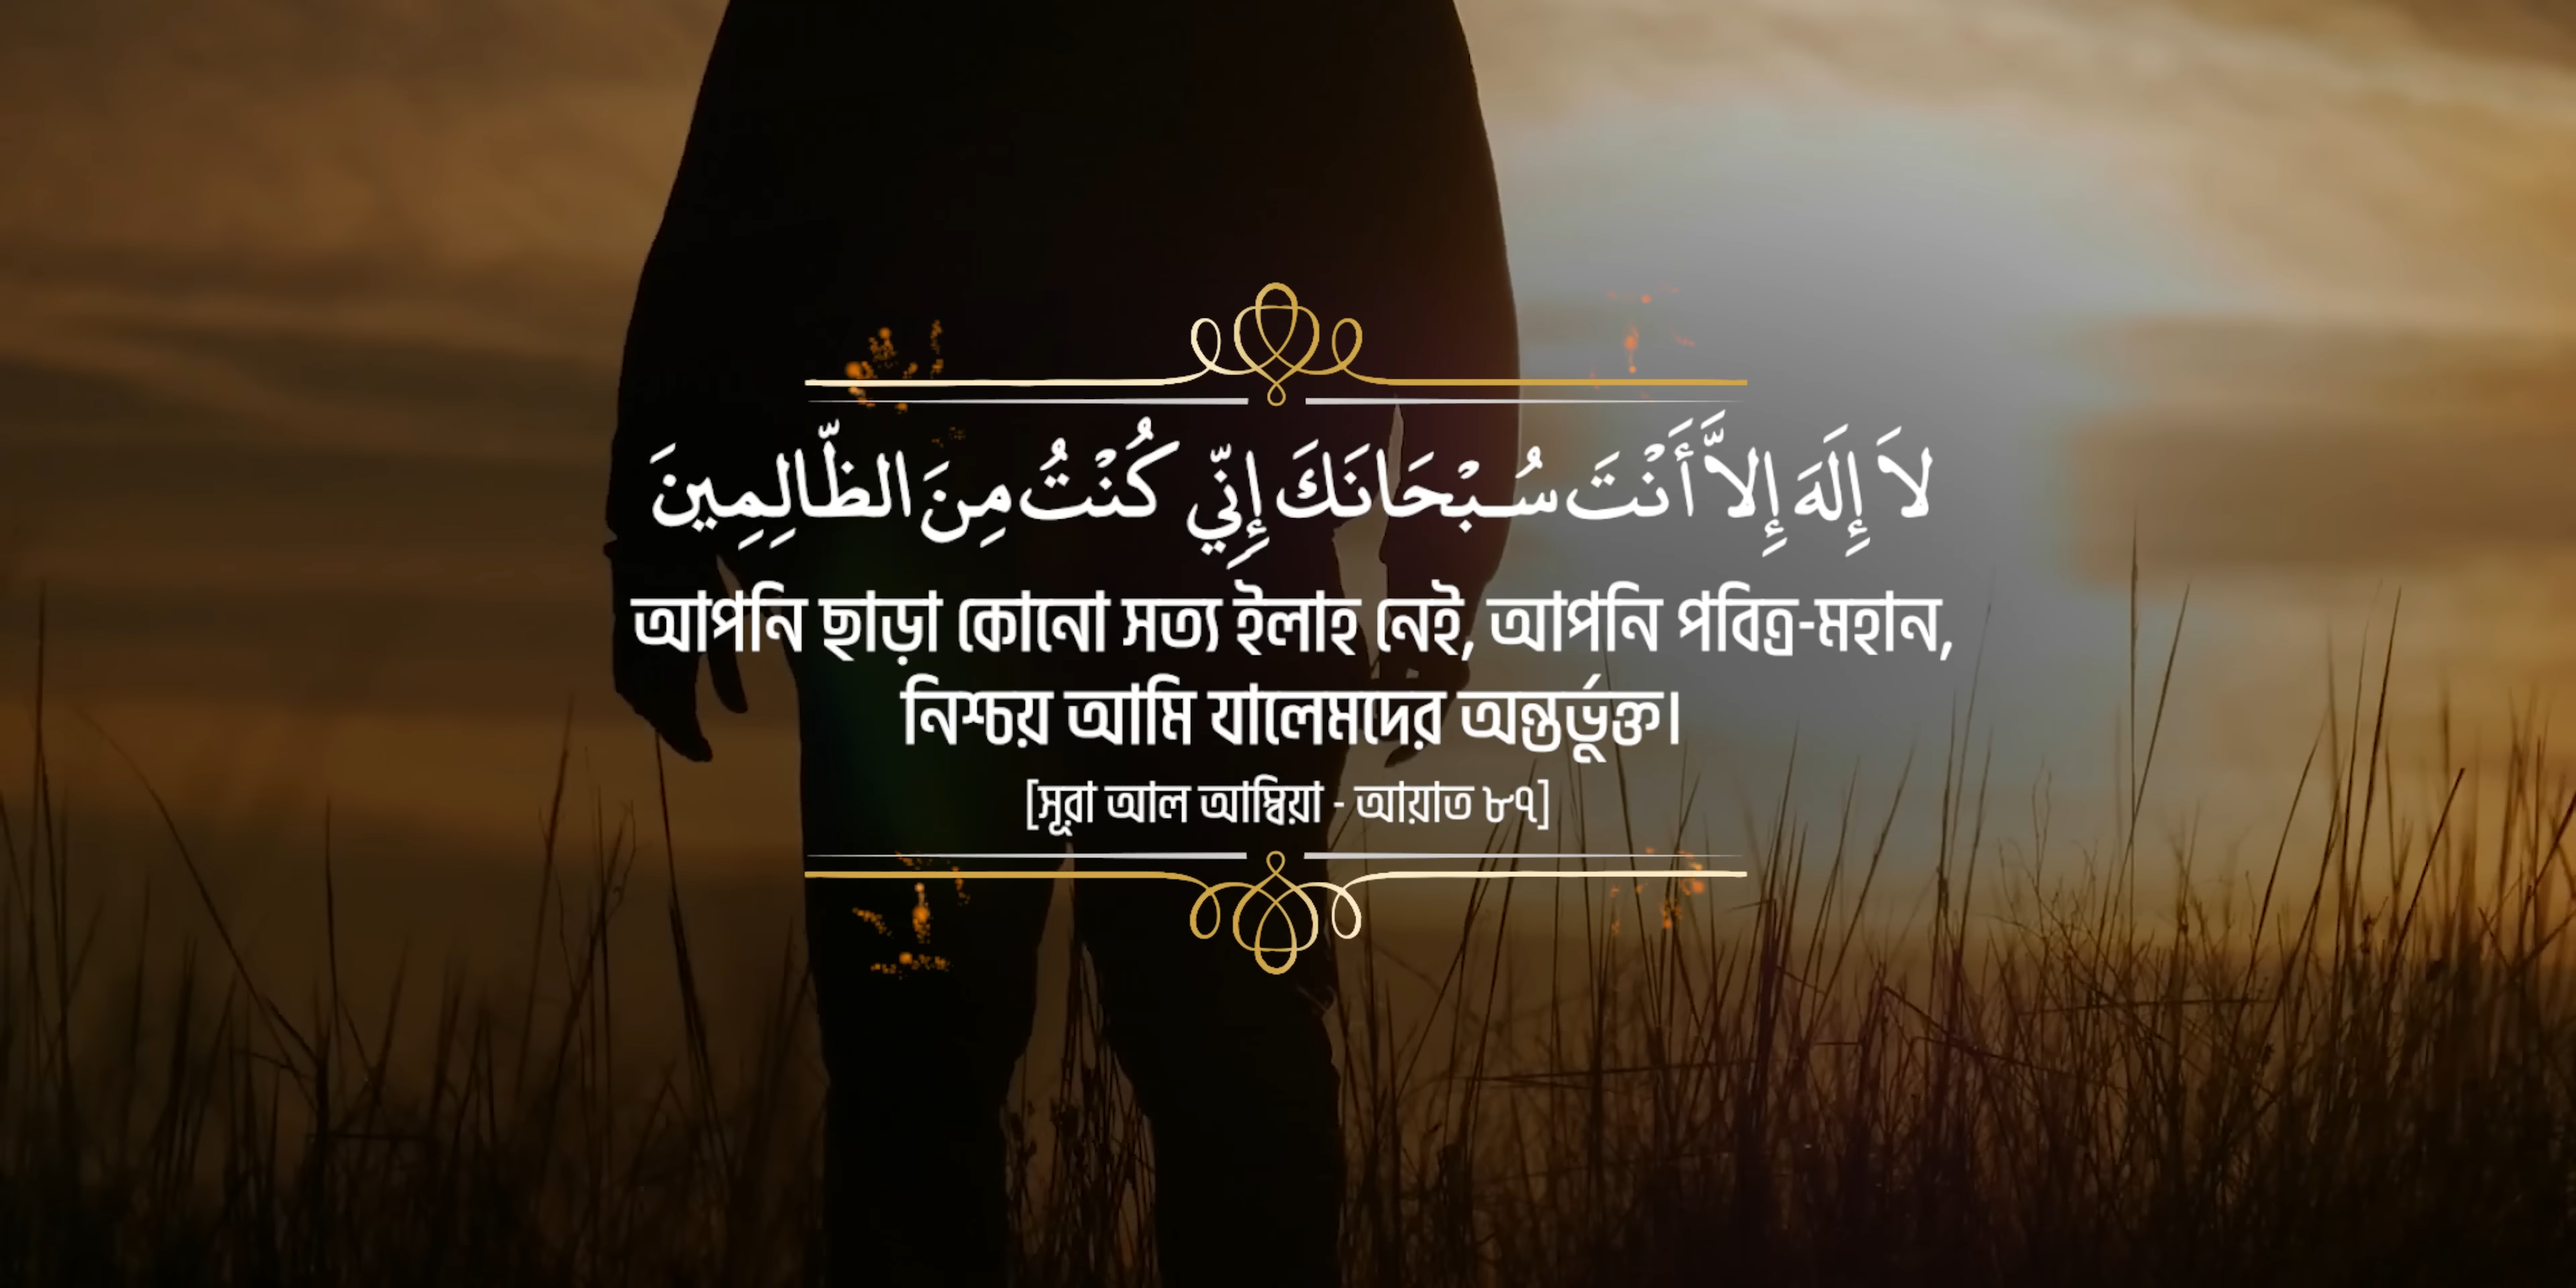 لاَ إِلَهَ إِلاَّ أَنْتَ سُبْحَانَكَ إِنِّي كُنْتُ مِنَ الظَّالِمِينَ
আপনি ছাড়া কোনো সত্য ইলাহ নেই, আপনি পবিত্র-মহান,
নিশ্চয় আমি যালেমদের অন্তর্ভুক্ত।
[সূরা আল আম্বিয়া - আয়াত ৮৭]